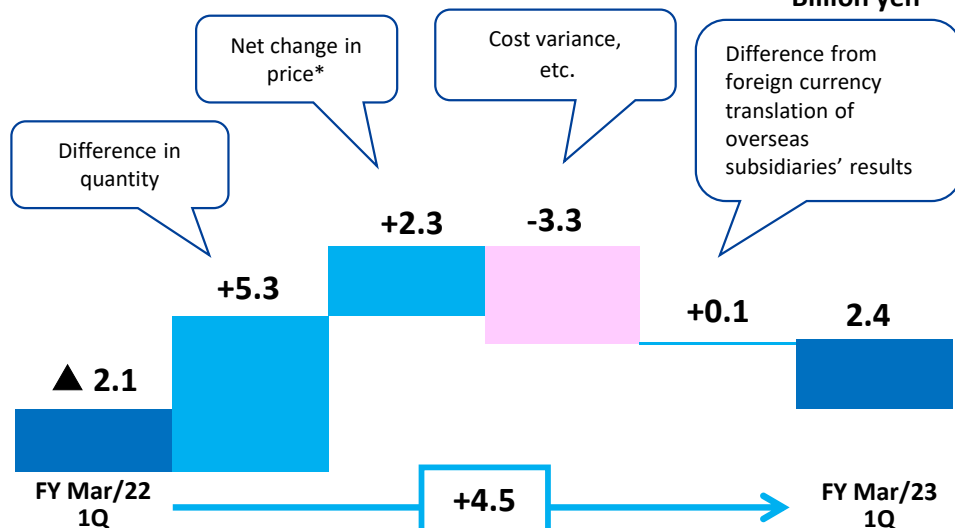 Billion yen
Net change in
price*
Cost variance,
etc.
Difference from
foreign currency
translation of
overseas
subsidiaries' results
Difference in
quantity
+2.3
-3.3
+5.3
+0.1
2.4
▲ 2.1
FY Mar/22
1Q
+4.5
FY Mar/23
1Q